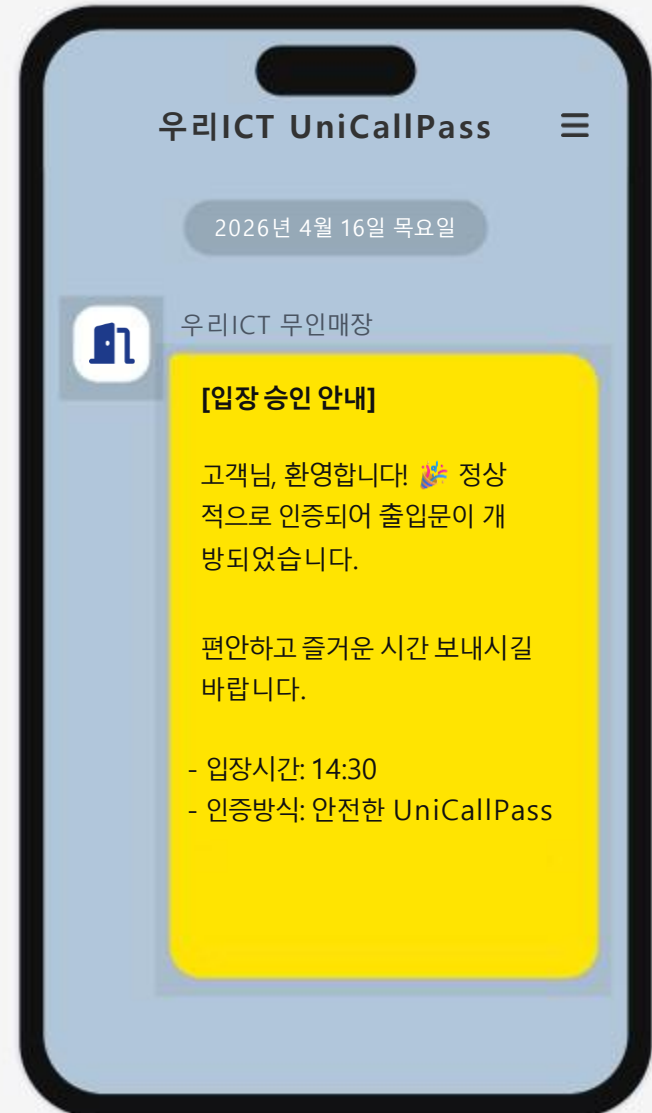 우리ICT UniCallPass
2026년 4월 16일 목요일
우리ICT 무인매장
[입장 승인 안내]
고객님, 환영합니다! 🎉 정상
적으로 인증되어 출입문이 개
방되었습니다.
편안하고 즐거운 시간 보내시길
바랍니다.
- 입장시간: 14:30
- 인증방식: 안전한 UniCallPass